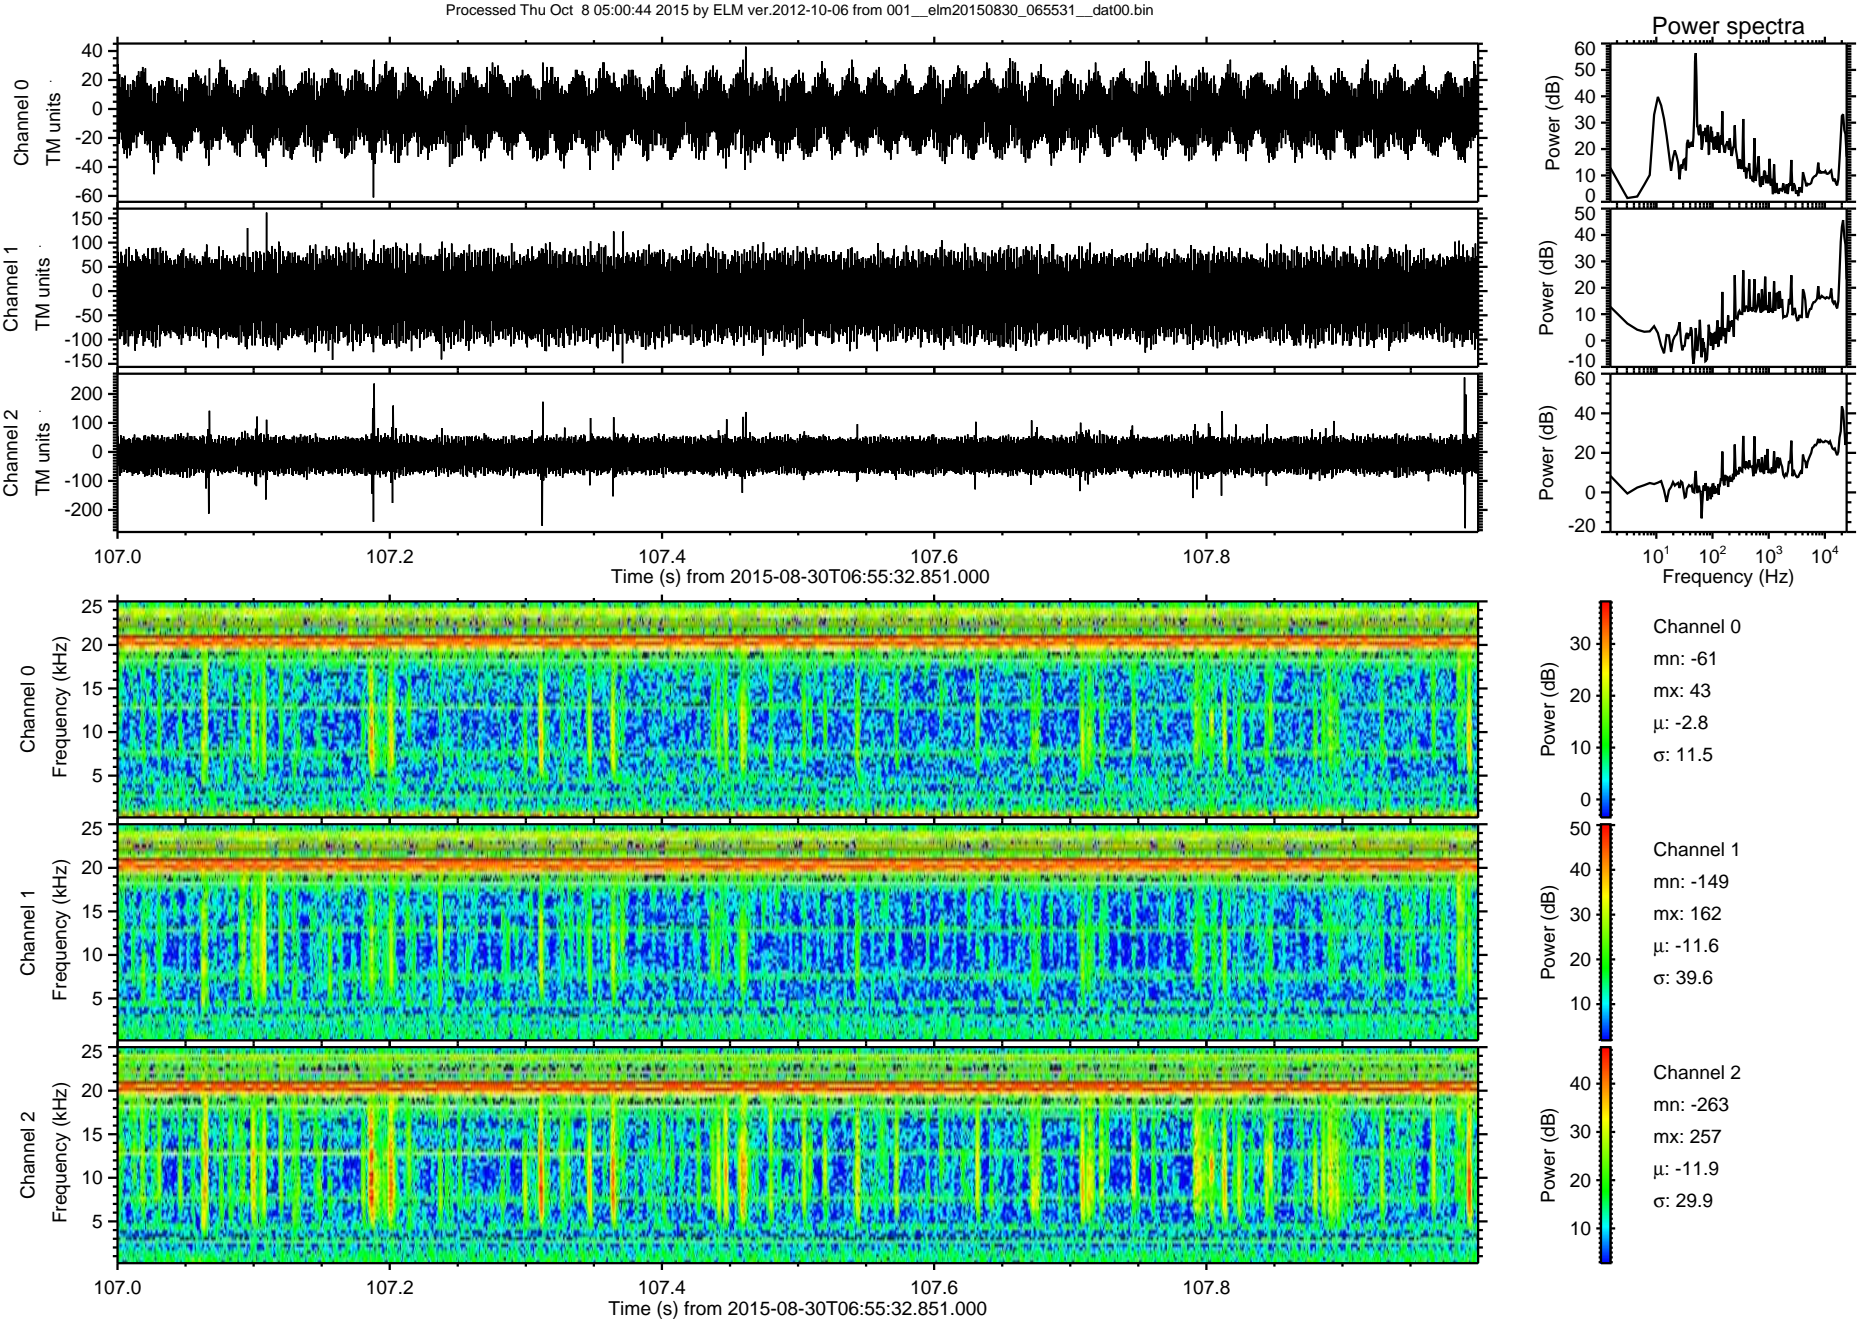 Processed Thu Oct  8 05:00:44 2015 by ELM ver.2012-10-06 from 001__elm20150830_065531__dat00.bin
Power spectra
Channel 0
TM units
40
20
0
-20
-40
-60
Power (dB)
60
50
40
30
20
10
0
Channel 1
TM units
150
100
50
0
-50
-100
-150
Power (dB)
50
40
30
20
10
0
-10
Channel 2
TM units
200
100
0
-100
-200
Power (dB)
60
40
20
0
-20
107.0 107.2 107.4 107.6 107.8
Time (s) from 2015-08-30T06:55:32.851.000
10¹ 10² 10³ 10⁴
Frequency (Hz)
Channel 0
Frequency (kHz)
25
20
15
10
5
Power (dB)
30
20
10
0
Channel 0
mn: -61
mx: 43
μ: -2.8
σ: 11.5
Channel 1
Frequency (kHz)
25
20
15
10
5
Power (dB)
50
40
30
20
10
Channel 1
mn: -149
mx: 162
μ: -11.6
σ: 39.6
Channel 2
Frequency (kHz)
25
20
15
10
5
Power (dB)
40
30
20
10
Channel 2
mn: -263
mx: 257
μ: -11.9
σ: 29.9
107.0 107.2 107.4 107.6 107.8
Time (s) from 2015-08-30T06:55:32.851.000